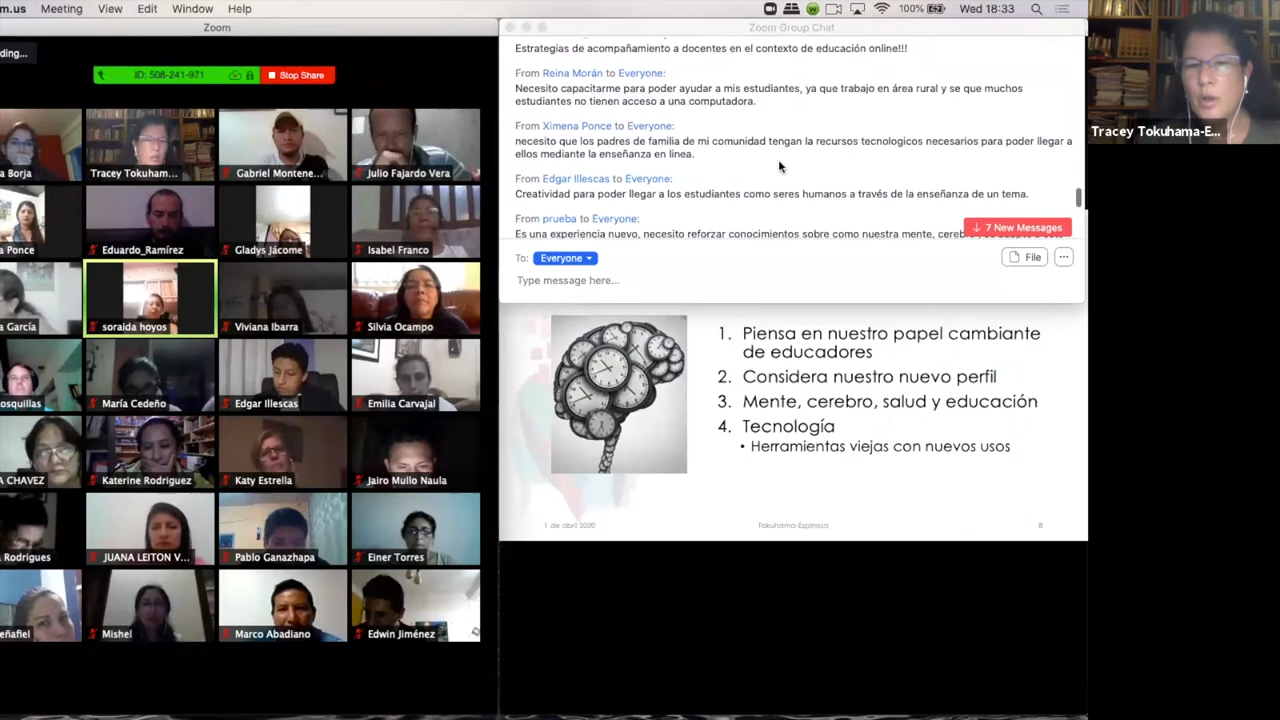 m.us Meeting View Edit Window Help 100% Wed 18:33
Zoom
ding...
ID: 506-241-971 Stop Share
a Borja
Tracey Tokuham...
Gabriel Montene...
Julio Fajardo Vera
a Ponce
Eduardo_Ramírez
Gladys Jácome
Isabel Franco
a García
soraida hoyos
Viviana Ibarra
Silvia Ocampo
osquillas
María Cedeño
Edgar Illescas
Emilia Carvajal
A CHAVEZ
Katerine Rodriguez
Katy Estrella
Jairo Mullo Naula
Rodrigues
JUANA LEITON V...
Pablo Ganazhapa
Einer Torres
eñafiel
Mishel
Marco Abadiano
Edwin Jiménez
Zoom Group Chat
Estrategias de acompañamiento a docentes en el contexto de educación online!!!
From Reina Morán to Everyone:
Necesito capacitarme para poder ayudar a mis estudiantes, ya que trabajo en área rural y se que muchos
estudiantes no tienen acceso a una computadora.
From Ximena Ponce to Everyone:
necesito que los padres de familia de mi comunidad tengan la recursos tecnologicos necesarios para poder llegar a
ellos mediante la enseñanza en linea.
From Edgar Illescas to Everyone:
Creatividad para poder llegar a los estudiantes como seres humanos a través de la enseñanza de un tema.
From prueba to Everyone:
Es una experiencia nuevo, necesito reforzar conocimientos sobre como nuestra mente, cerebro
7 New Messages
To: Everyone File ...
Type message here...
1. Piensa en nuestro papel cambiante
de educadores
2. Considera nuestro nuevo perfil
3. Mente, cerebro, salud y educación
4. Tecnología
• Herramientas viejas con nuevos usos
1 de abril 2020 Tokuhama-Espinosa 8
Tracey Tokuhama-E...